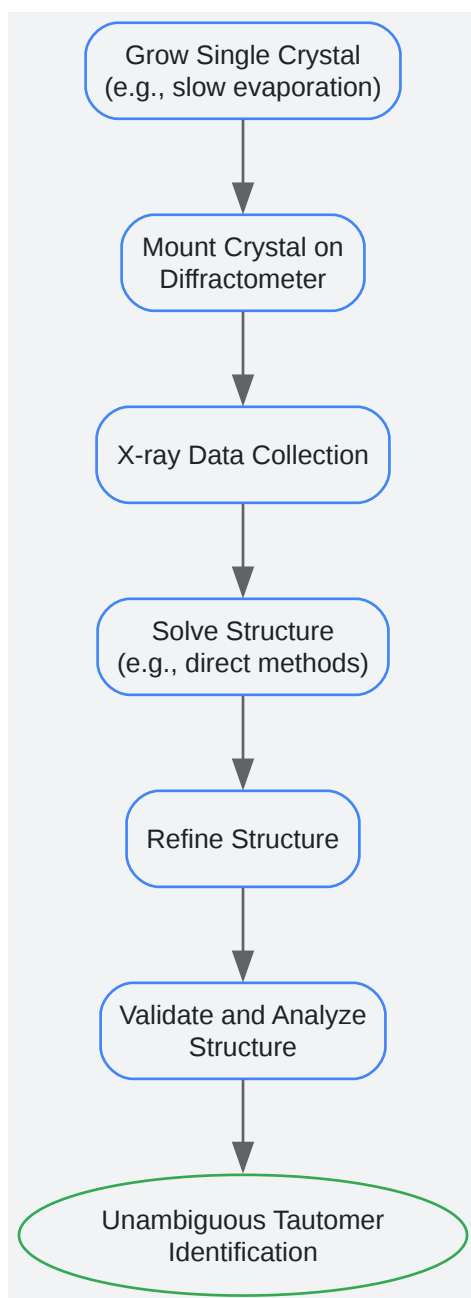 Grow Single Crystal
(e.g., slow evaporation)
Mount Crystal on
Diffractometer
X-ray Data Collection
Solve Structure
(e.g., direct methods)
Refine Structure
Validate and Analyze
Structure
Unambiguous Tautomer
Identification